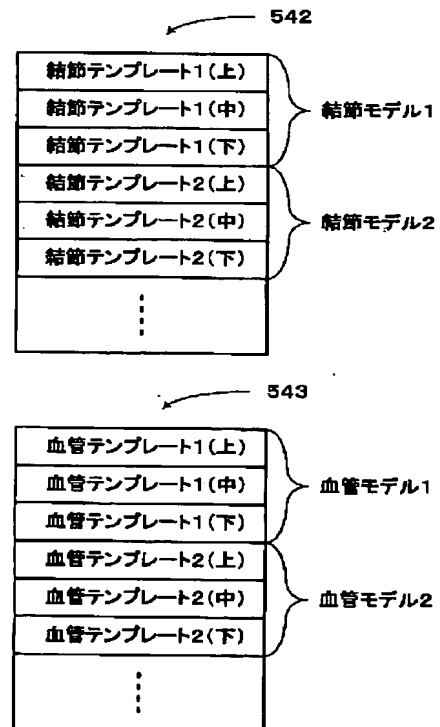 542
結節テンプレート1(上)
結節テンプレート1(中)
結節テンプレート1(下)
結節モデル1
結節テンプレート2(上)
結節テンプレート2(中)
結節テンプレート2(下)
結節モデル2
543
血管テンプレート1(上)
血管テンプレート1(中)
血管テンプレート1(下)
血管モデル1
血管テンプレート2(上)
血管テンプレート2(中)
血管テンプレート2(下)
血管モデル2